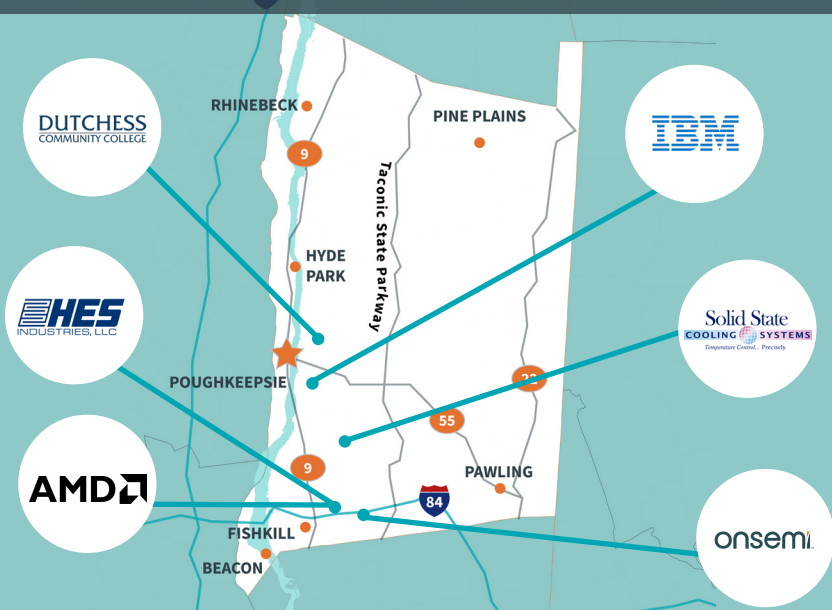 DUTCHESS
COMMUNITY COLLEGE
RHINEBECK
PINE PLAINS
IBM
9
Taconic State Parkway
HYDE
PARK
HES
INDUSTRIES, LLC
Solid State
COOLING SYSTEMS
Temperature Control... Precisely.
POUGHKEEPSIE
22
55
9
PAWLING
AMD
84
FISHKILL
onsemi
BEACON